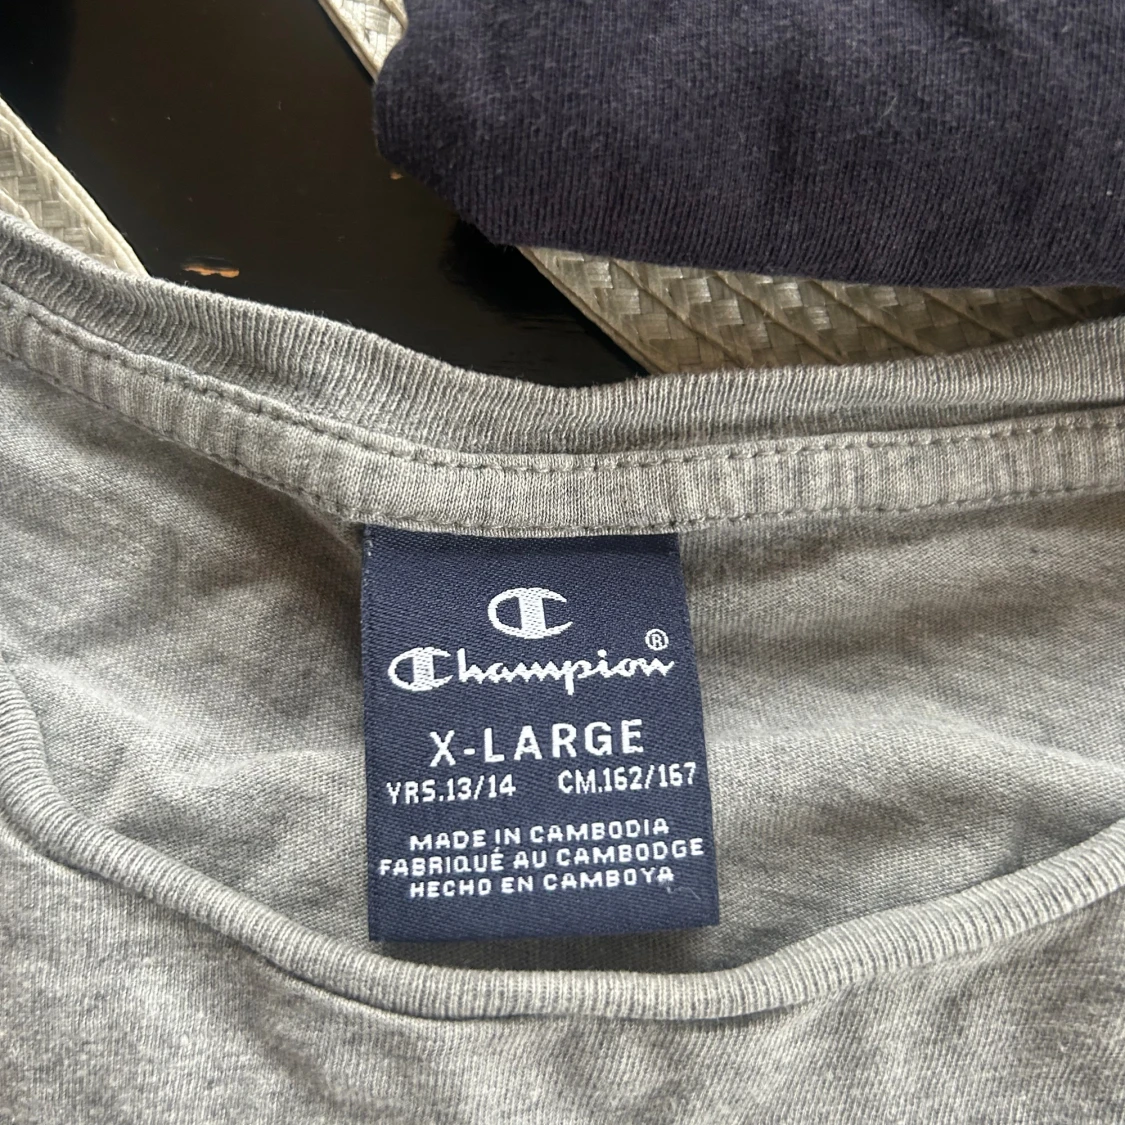 Champion®
X-LARGE
YRS.13/14 CM.162/167
MADE IN CAMBODIA
FABRIQUÉ AU CAMBODGE
HECHO EN CAMBOYA